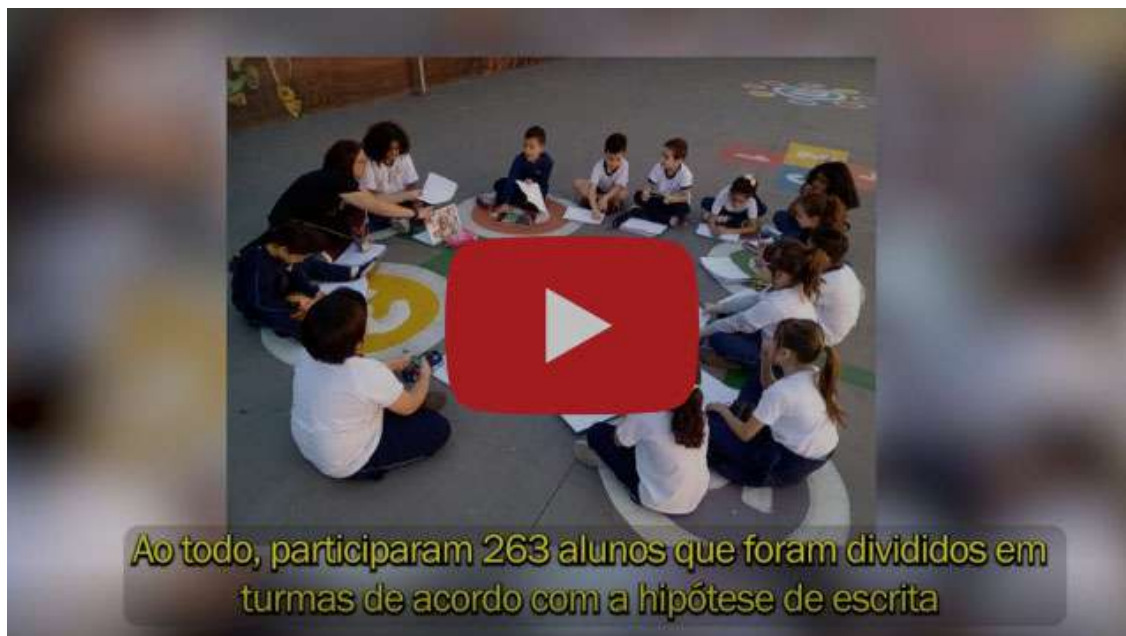 Ao todo, participaram 263 alunos que foram divididos em
turmas de acordo com a hipótese de escrita